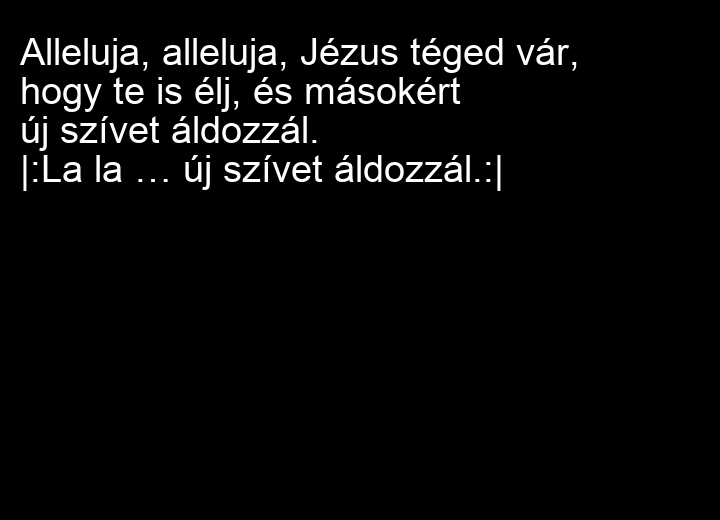 Alleluja, alleluja, Jézus téged vár,
hogy te is élj, és másokért
új szívet áldozzál.
|:La la … új szívet áldozzál.:|